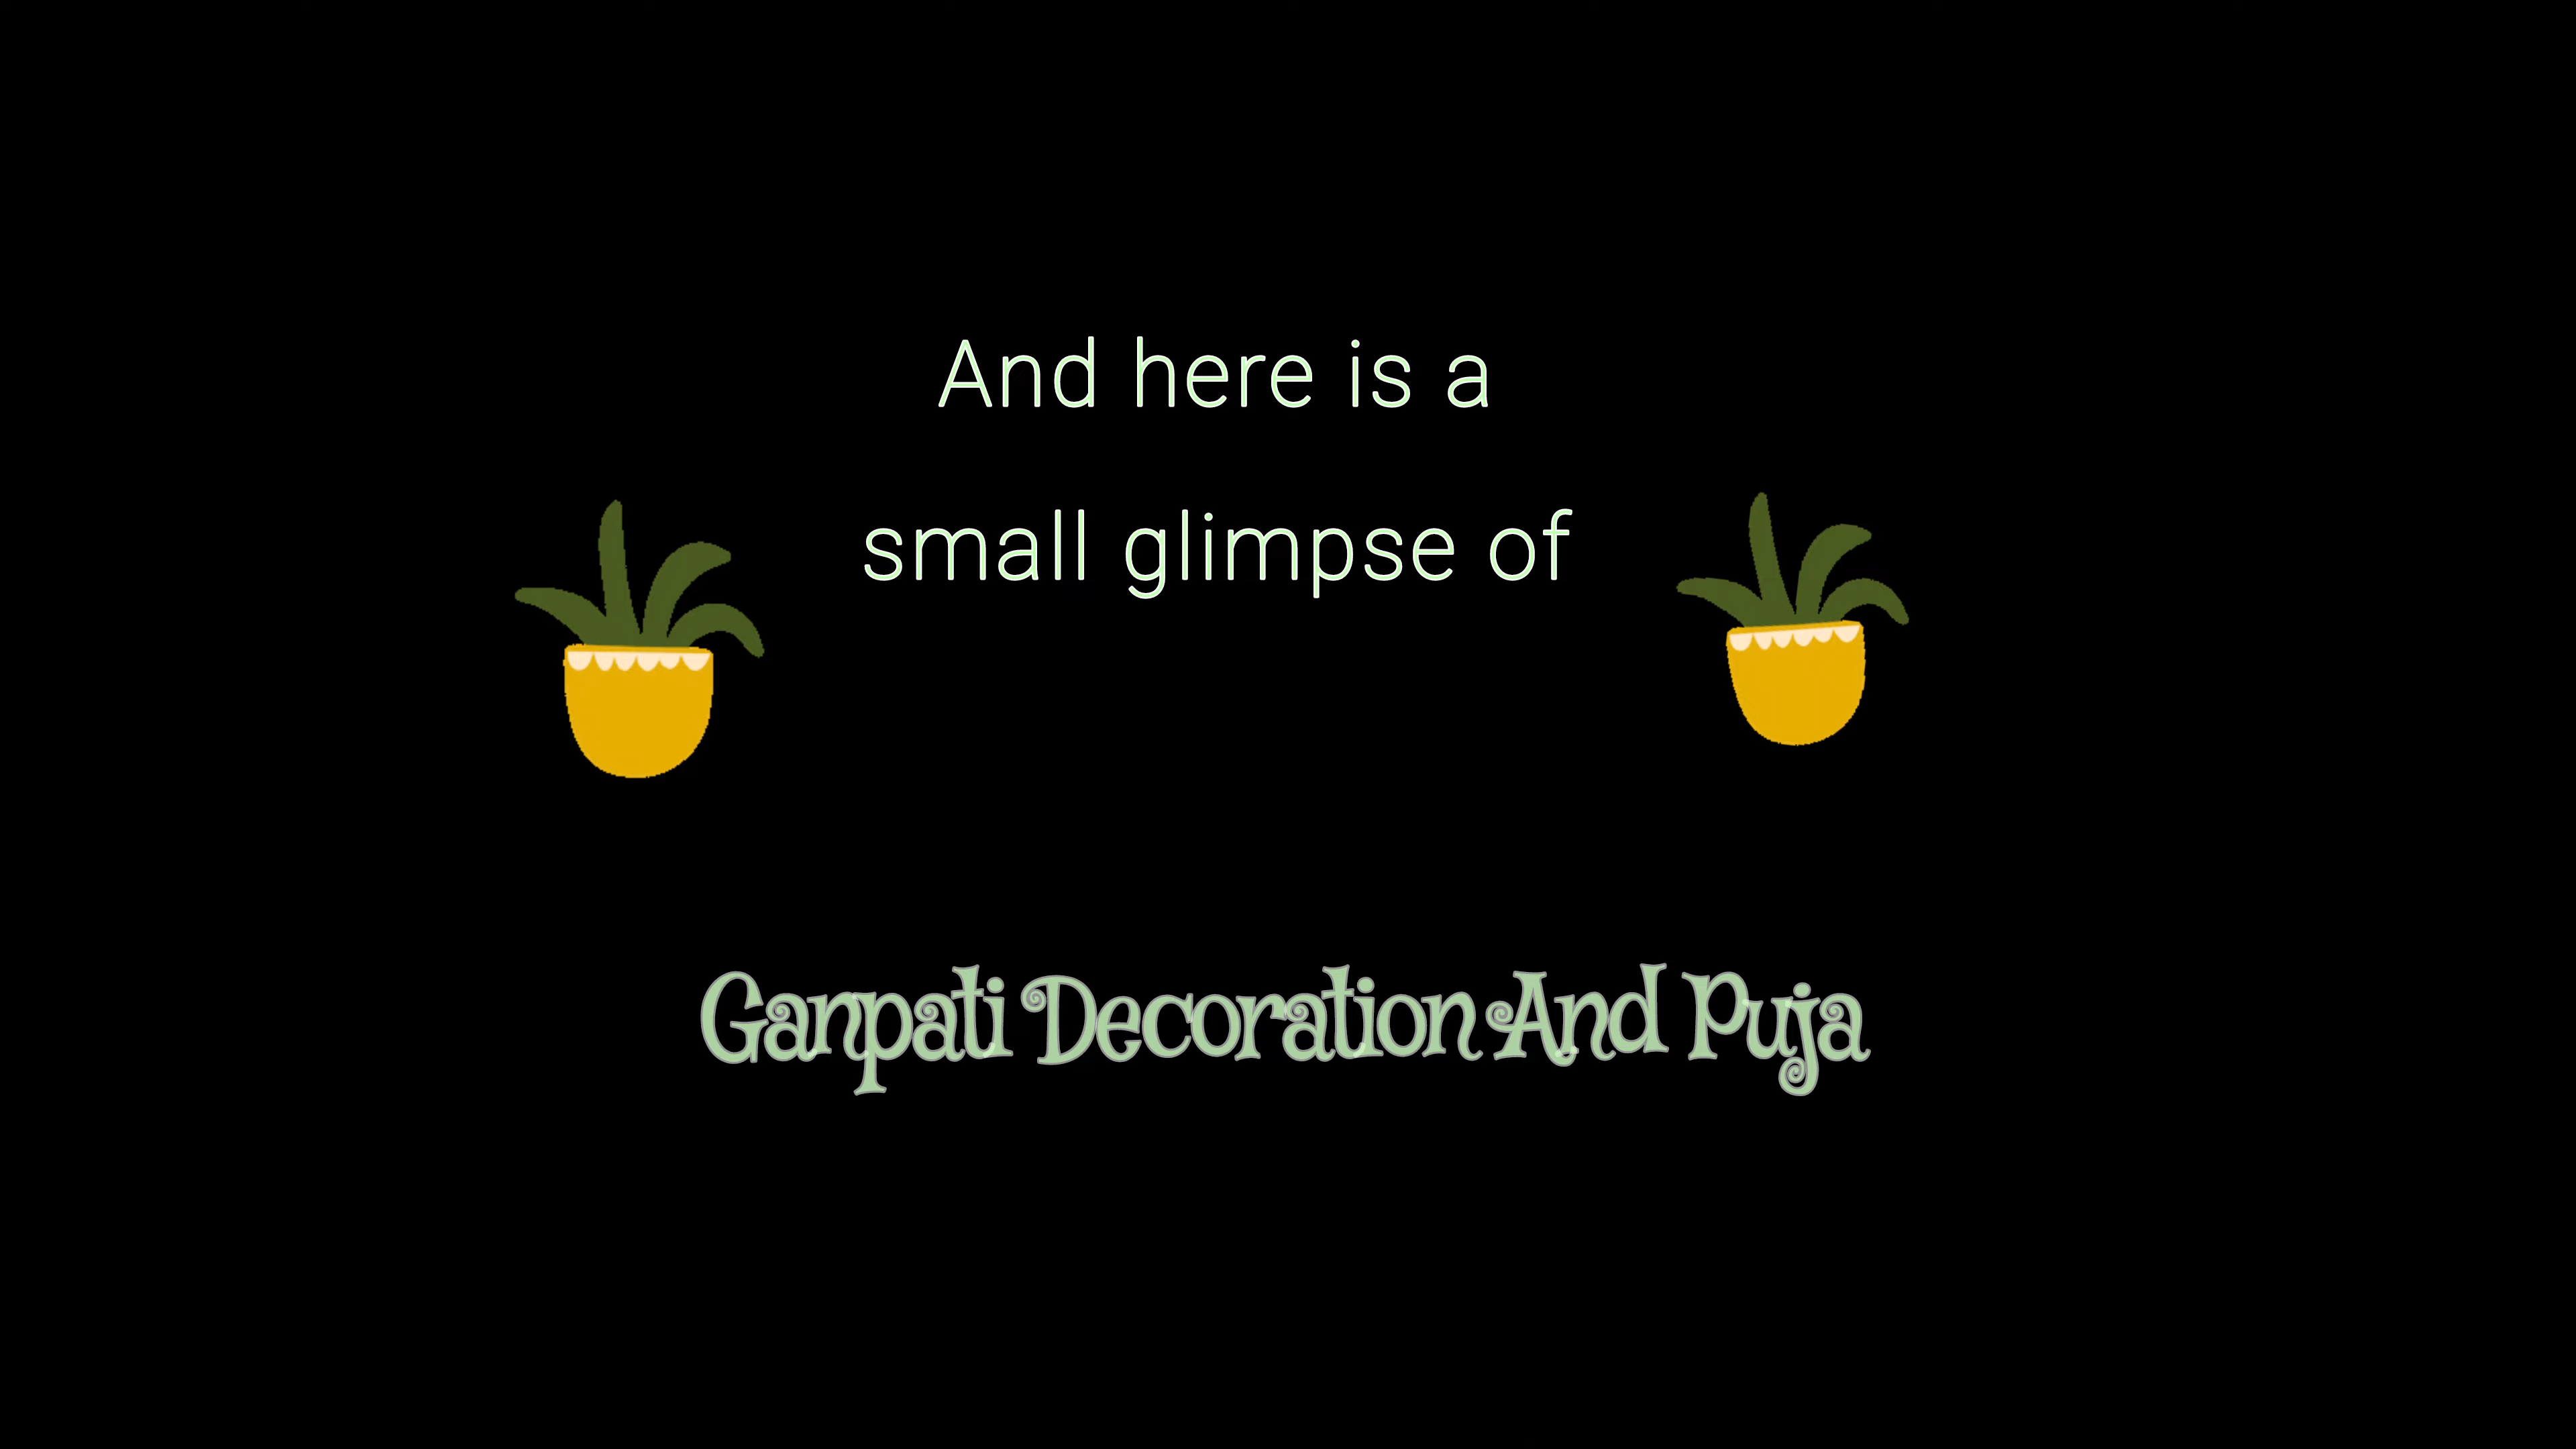 And here is a
small glimpse of
Ganpati Decoration And Puja